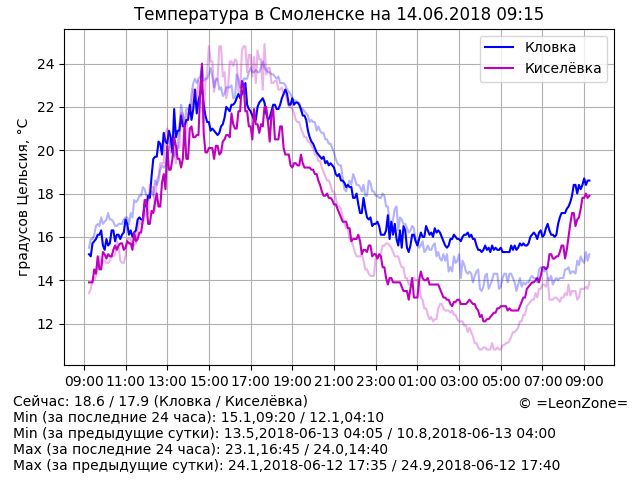 Температура в Смоленске на 14.06.2018 09:15
Кловка
Киселёвка
градусов Цельсия, °C
24
22
20
18
16
14
12
09:00 11:00 13:00 15:00 17:00 19:00 21:00 23:00 01:00 03:00 05:00 07:00 09:00
Сейчас: 18.6 / 17.9 (Кловка / Киселёвка)
© =LeonZone=
Min (за последние 24 часа): 15.1,09:20 / 12.1,04:10
Min (за предыдущие сутки): 13.5,2018-06-13 04:05 / 10.8,2018-06-13 04:00
Max (за последние 24 часа): 23.1,16:45 / 24.0,14:40
Max (за предыдущие сутки): 24.1,2018-06-12 17:35 / 24.9,2018-06-12 17:40